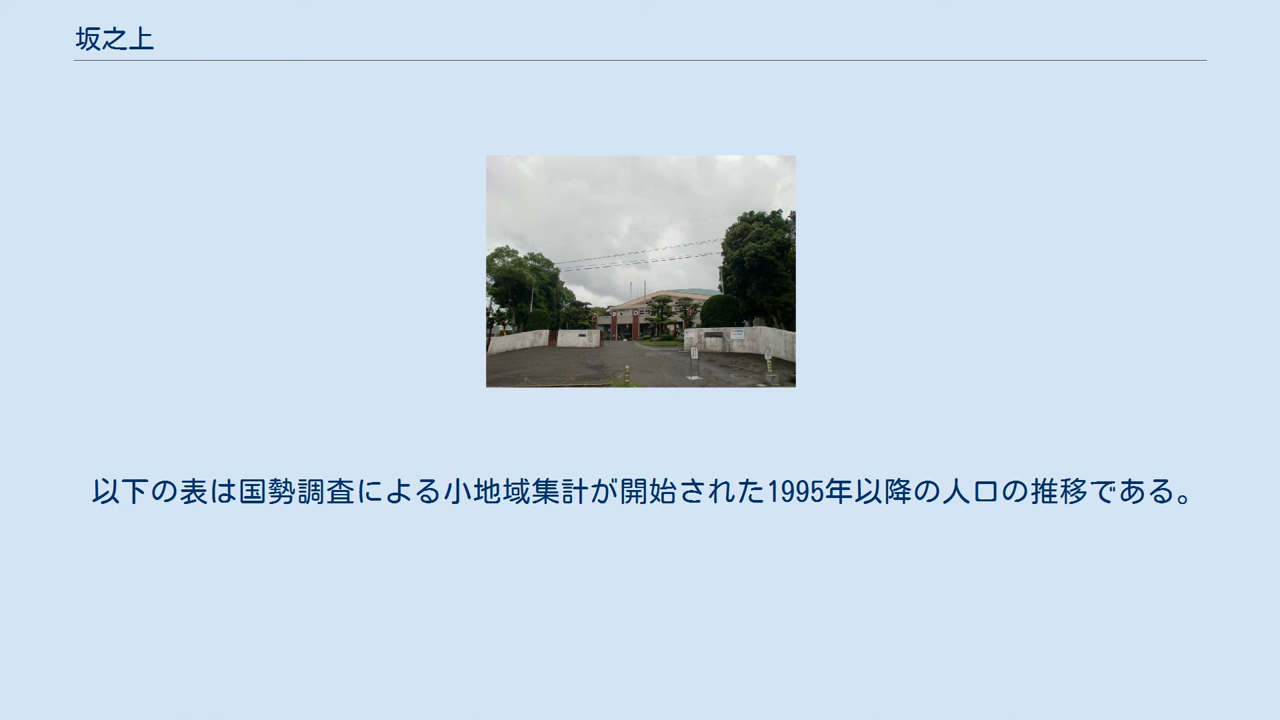 坂之上
以下の表は国勢調査による小地域集計が開始された1995年以降の人口の推移である。